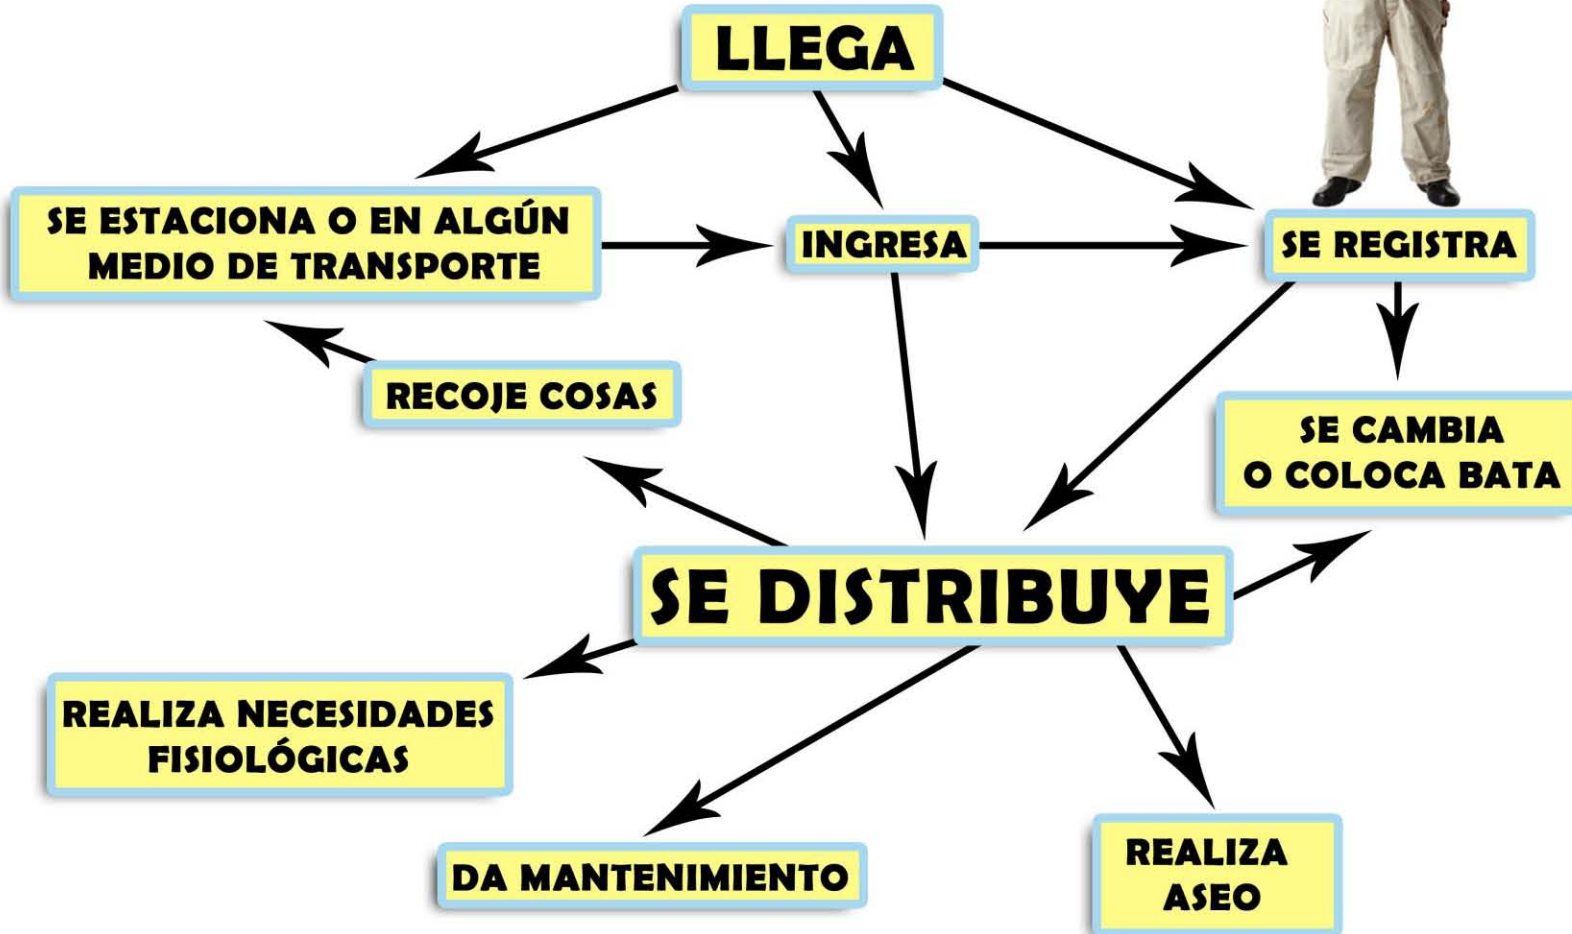 LLEGA
SE ESTACIONA O EN ALGÚN
MEDIO DE TRANSPORTE
INGRESA
SE REGISTRA
RECOJE COSAS
SE CAMBIA
O COLOCA BATA
SE DISTRIBUYE
REALIZA NECESIDADES
FISIOLÓGICAS
DA MANTENIMIENTO
REALIZA
ASEO